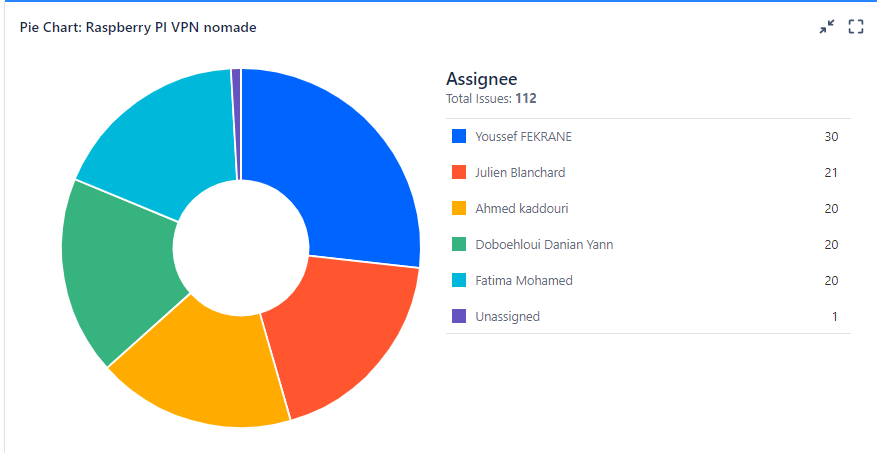 Pie Chart: Raspberry PI VPN nomade
Assignee
Total Issues: 112
Youssef FEKRANE 30
Julien Blanchard 21
Ahmed kaddouri 20
Doboehloui Danian Yann 20
Fatima Mohamed 20
Unassigned 1